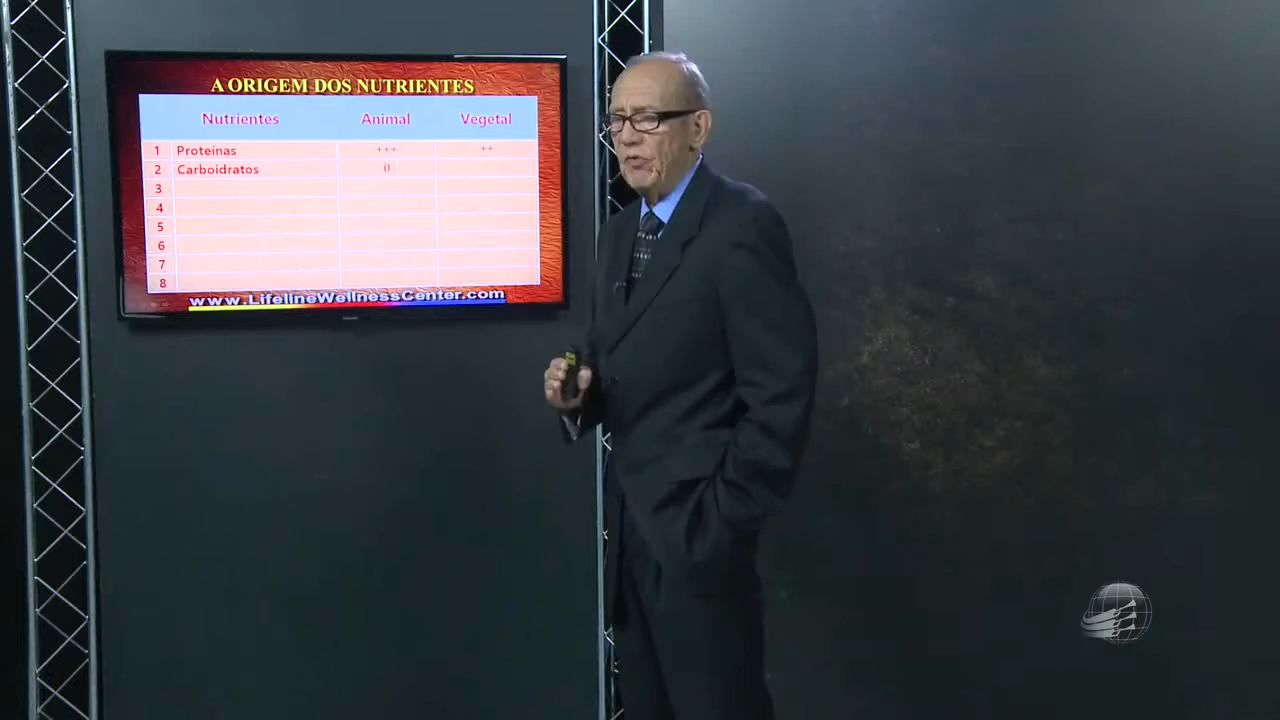 A ORIGEM DOS NUTRIENTES
Nutrientes Animal Vegetal
1 Proteinas +++ ++
2 Carboidratos 0
3
4
5
6
7
8
www.LifelineWellnessCenter.com